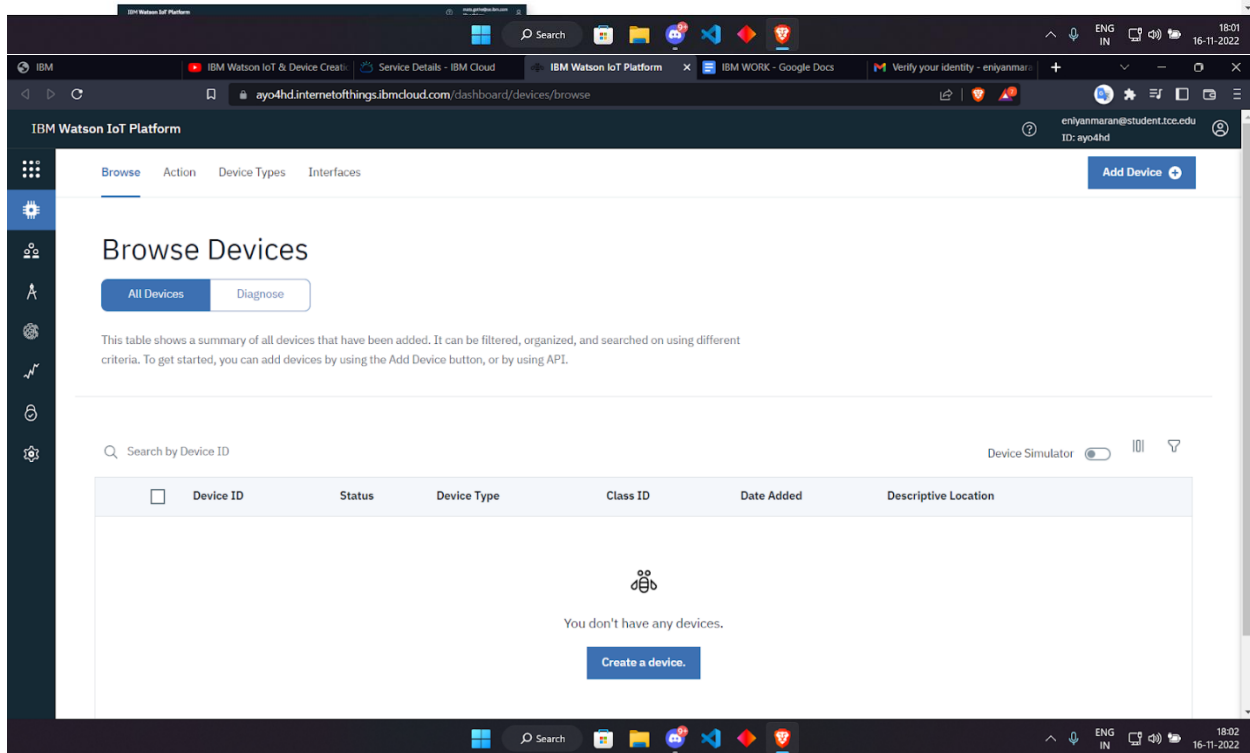 IBM Watson IoT Platform
Search
ENG
IN
18:01
16-11-2022
IBM
IBM Watson IoT & Device Creatic
Service Details - IBM Cloud
IBM Watson IoT Platform
IBM WORK - Google Docs
Verify your identity - eniyanmara
ayo4hd.internetofthings.ibmcloud.com/dashboard/devices/browse
IBM Watson IoT Platform
eniyanmaran@student.tce.edu
ID: ayo4hd
Browse Action Device Types Interfaces
Add Device
Browse Devices
All Devices Diagnose
This table shows a summary of all devices that have been added. It can be filtered, organized, and searched on using different
criteria. To get started, you can add devices by using the Add Device button, or by using API.
Search by Device ID
Device Simulator
Device ID Status Device Type Class ID Date Added Descriptive Location
You don't have any devices.
Create a device.
Search
ENG
IN
18:02
16-11-2022